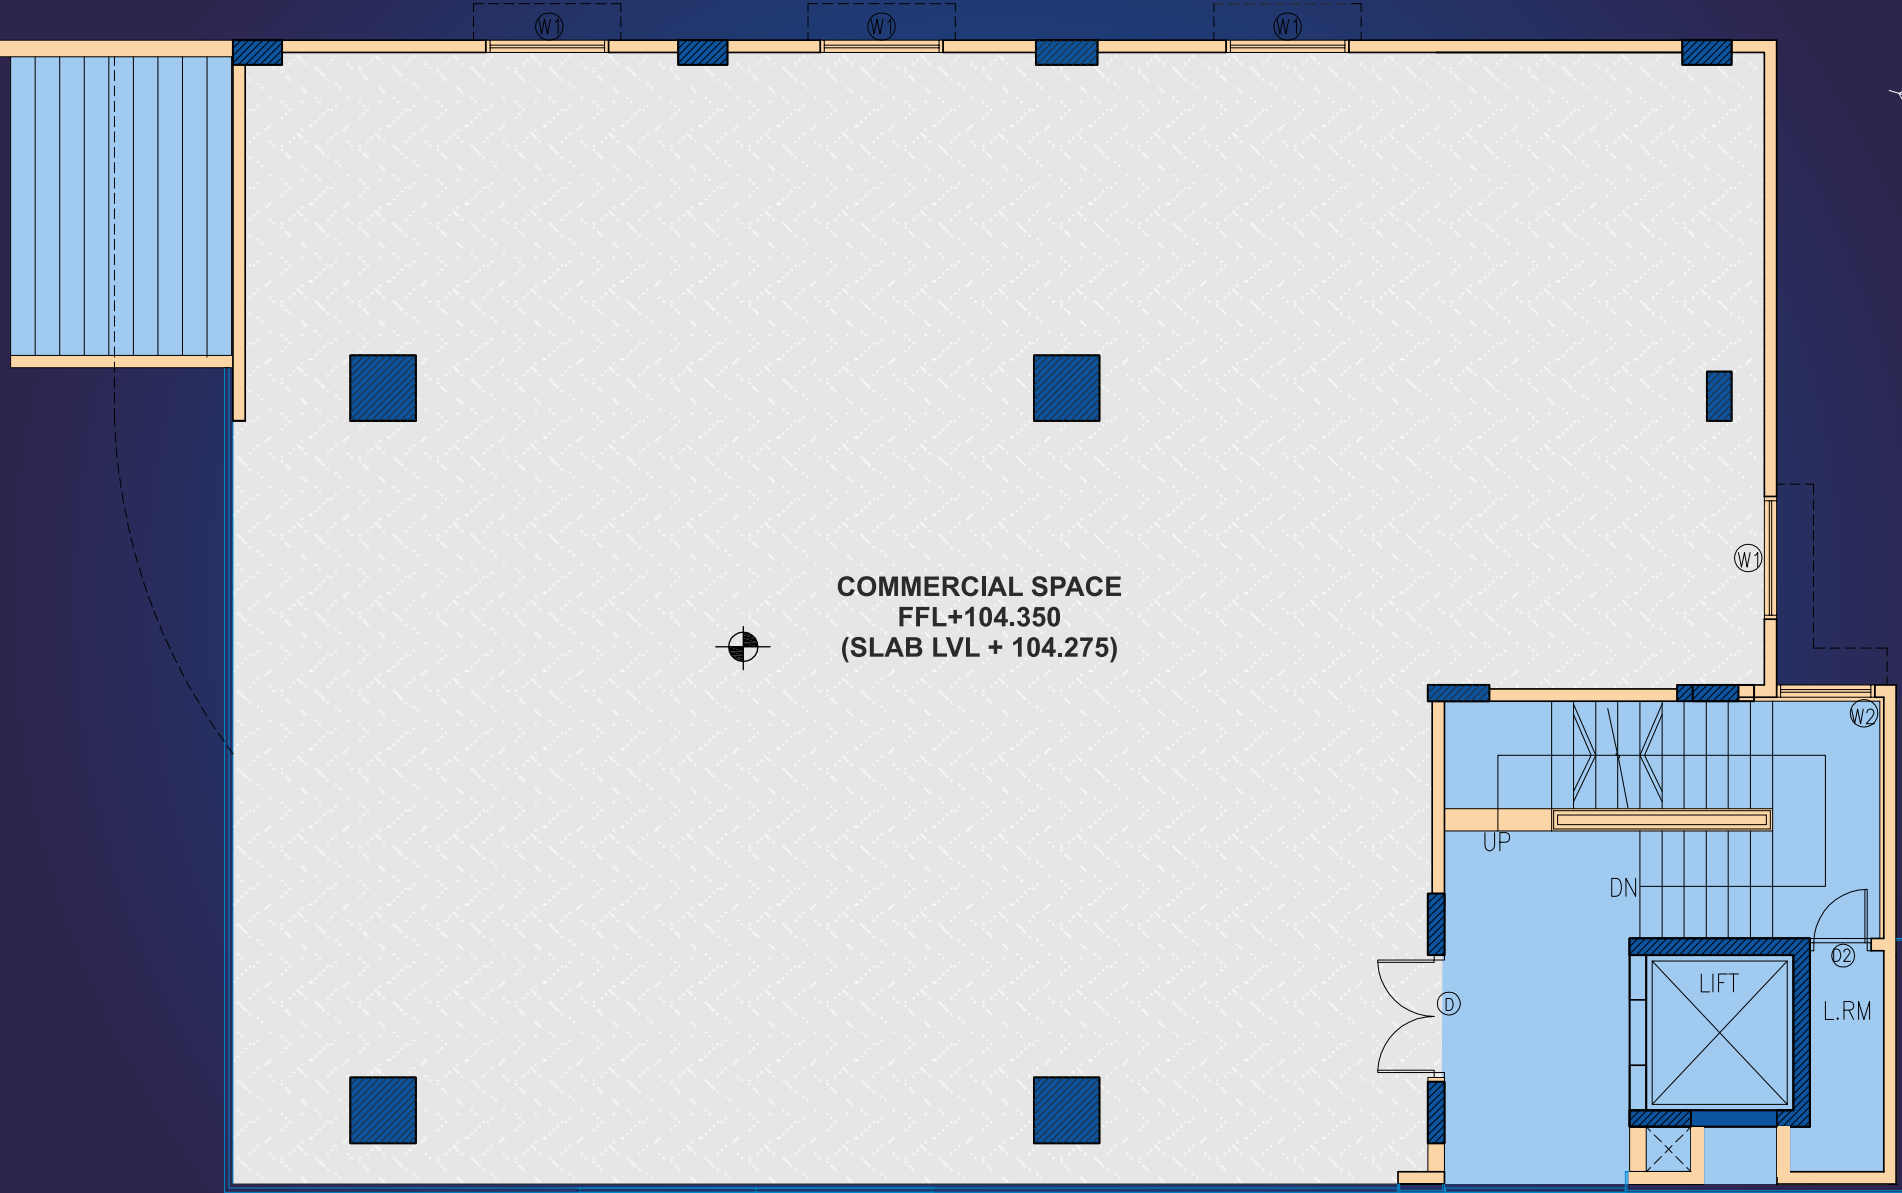 W1
W1
W1
W1
COMMERCIAL SPACE
FFL+104.350
(SLAB LVL + 104.275)
W2
UP
DN
D2
LIFT
D
L.RM